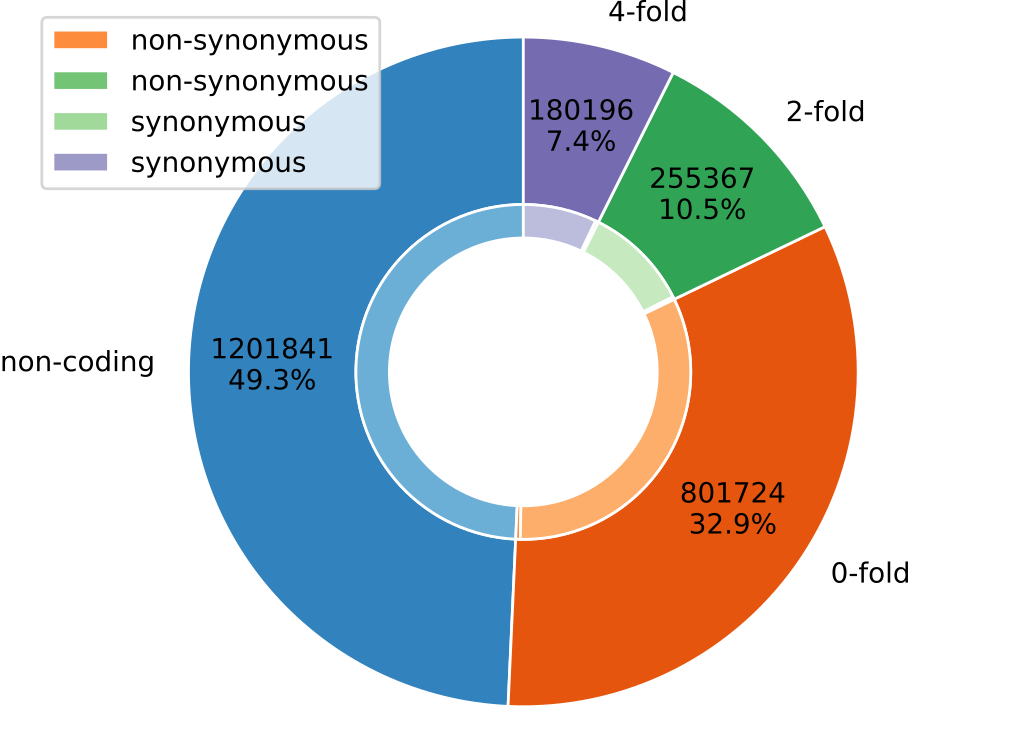 non-synonymous
non-synonymous
synonymous
synonymous
4-fold
180196
7.4%
2-fold
255367
10.5%
non-coding
1201841
49.3%
801724
32.9%
0-fold